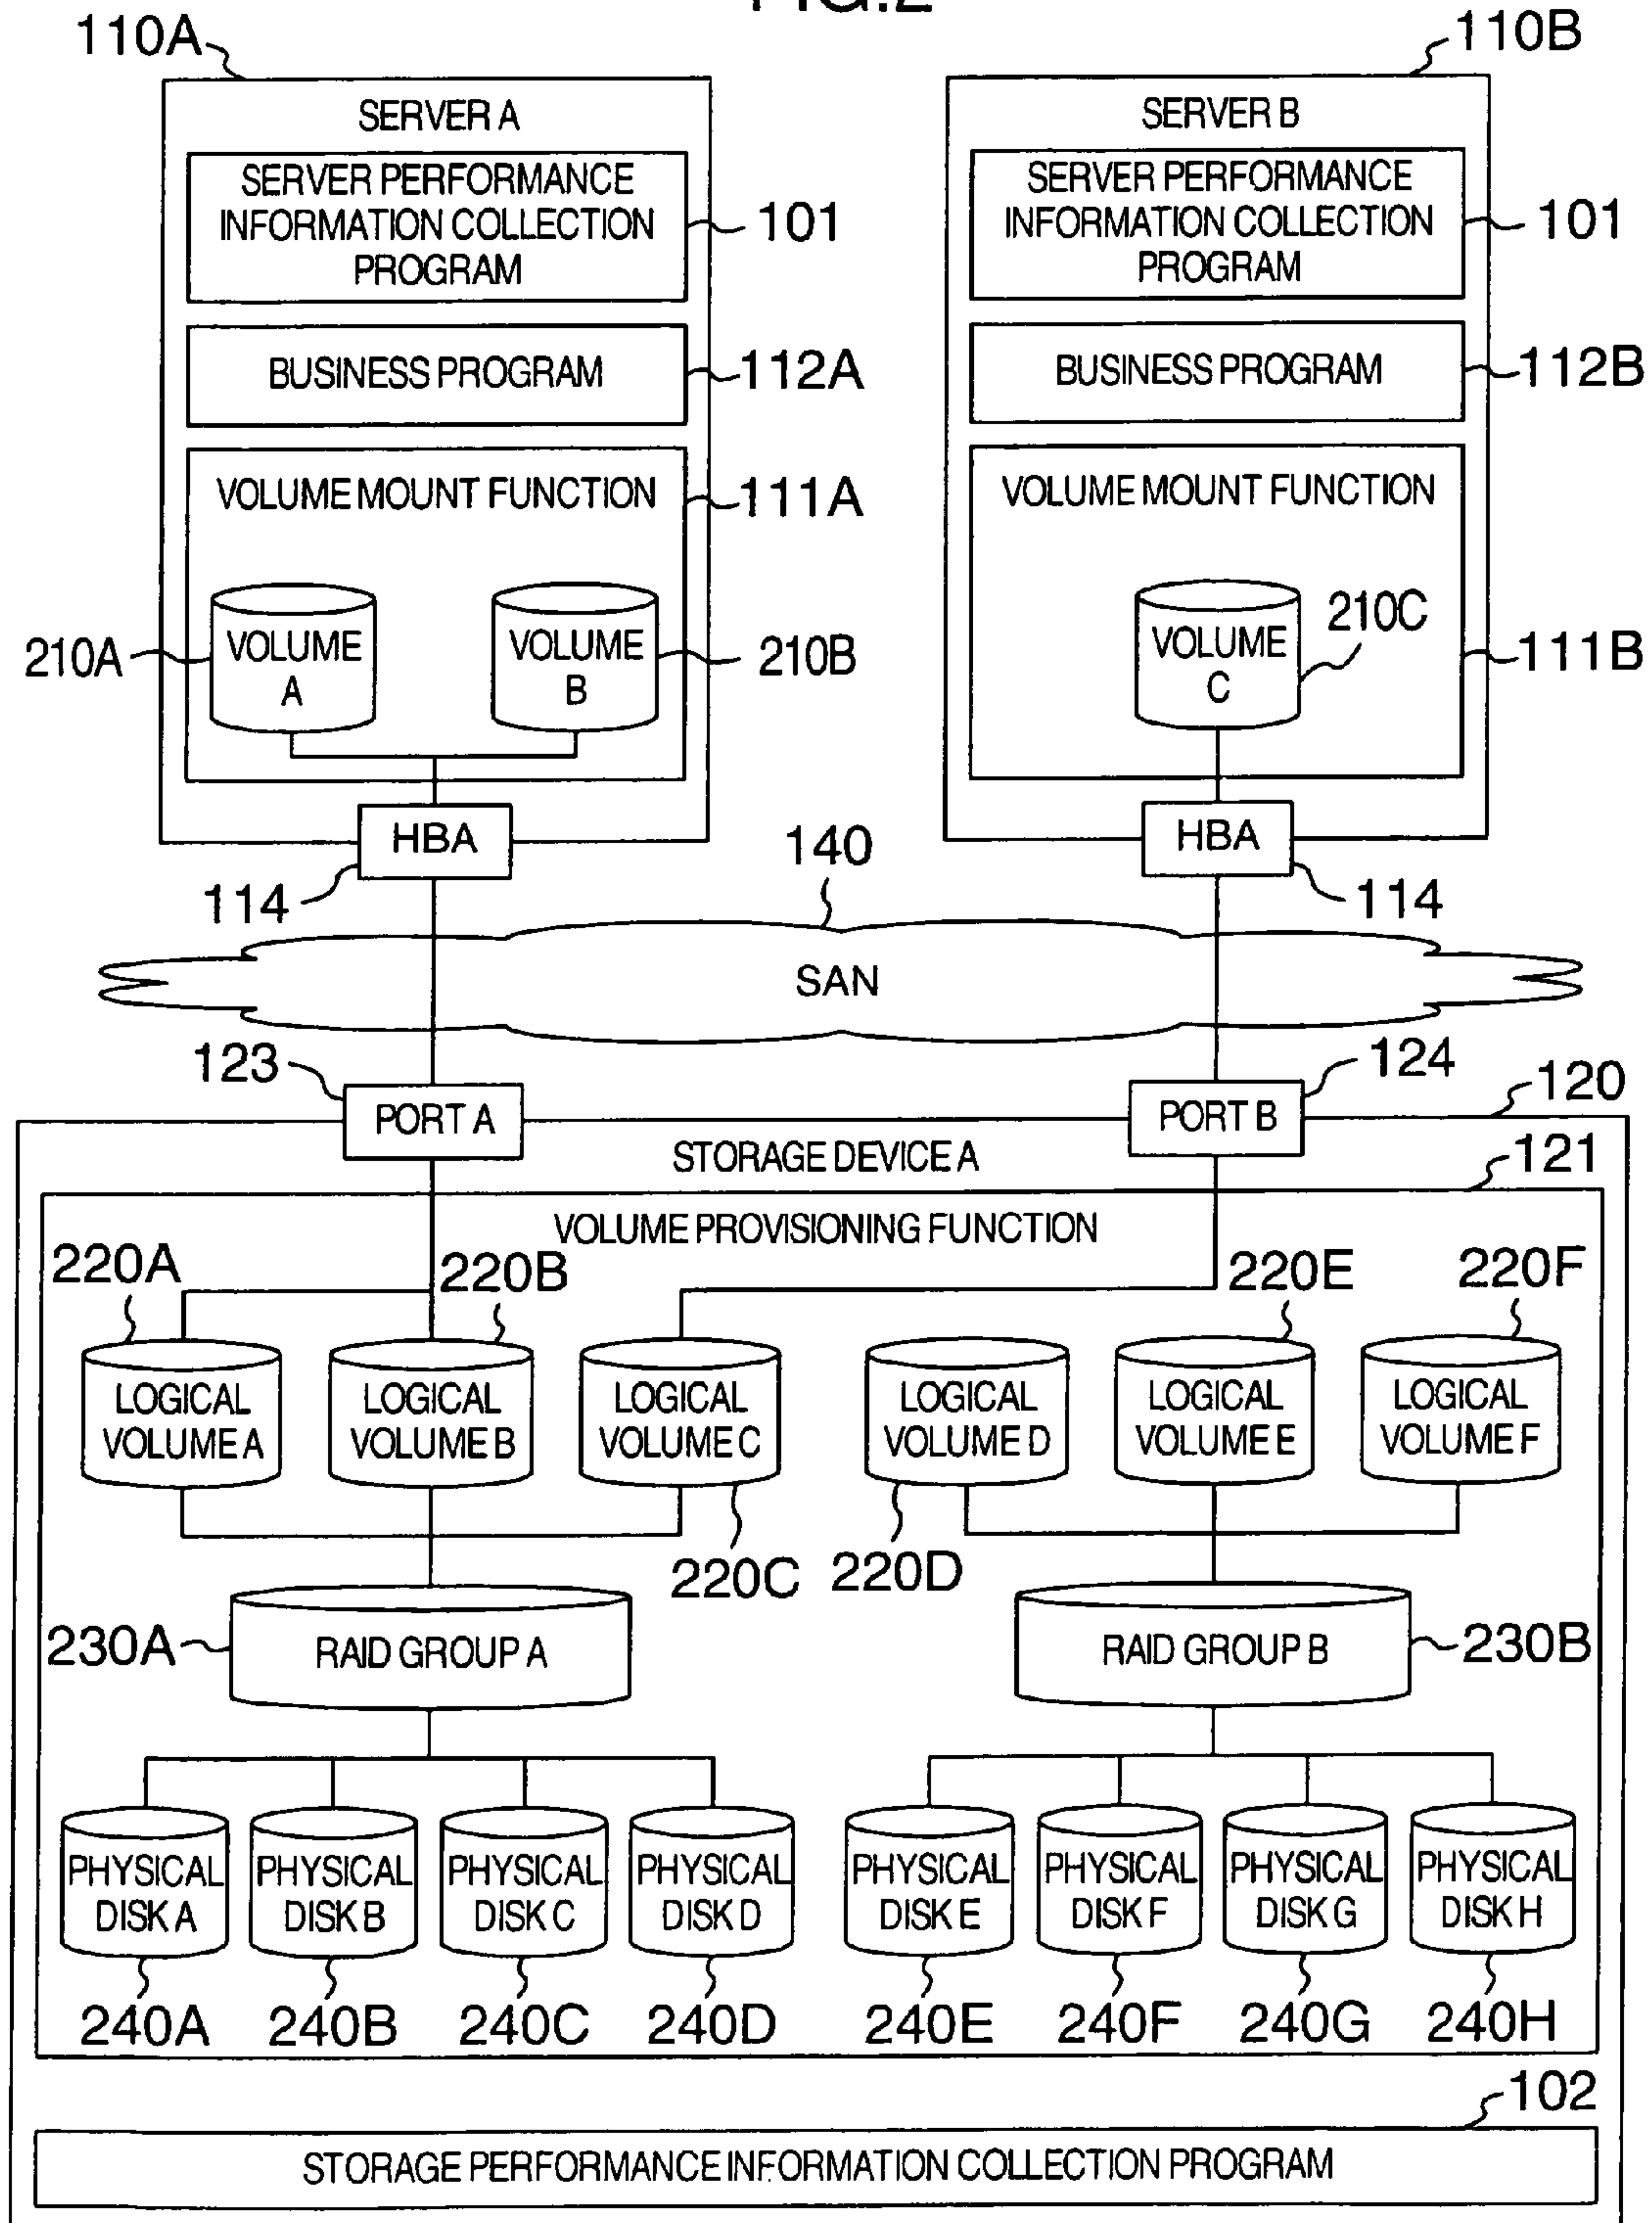 FIG.2
110A
110B
SERVER A
SERVER PERFORMANCE
INFORMATION COLLECTION
PROGRAM
101
BUSINESS PROGRAM
112A
VOLUME MOUNT FUNCTION
111A
VOLUME
A
210A
VOLUME
B
210B
HBA
114
SERVER B
SERVER PERFORMANCE
INFORMATION COLLECTION
PROGRAM
101
BUSINESS PROGRAM
112B
VOLUME MOUNT FUNCTION
VOLUME
C
210C
111B
HBA
114
140
SAN
123
PORT A
PORT B
124
120
STORAGE DEVICE A
121
VOLUME PROVISIONING FUNCTION
220A
220B
220E
220F
LOGICAL
VOLUME A
LOGICAL
VOLUME B
LOGICAL
VOLUME C
LOGICAL
VOLUME D
LOGICAL
VOLUME E
LOGICAL
VOLUME F
220C
220D
230A
RAID GROUP A
RAID GROUP B
230B
PHYSICAL
DISK A
PHYSICAL
DISK B
PHYSICAL
DISK C
PHYSICAL
DISK D
PHYSICAL
DISK E
PHYSICAL
DISK F
PHYSICAL
DISK G
PHYSICAL
DISK H
240A
240B
240C
240D
240E
240F
240G
240H
102
STORAGE PERFORMANCE INFORMATION COLLECTION PROGRAM